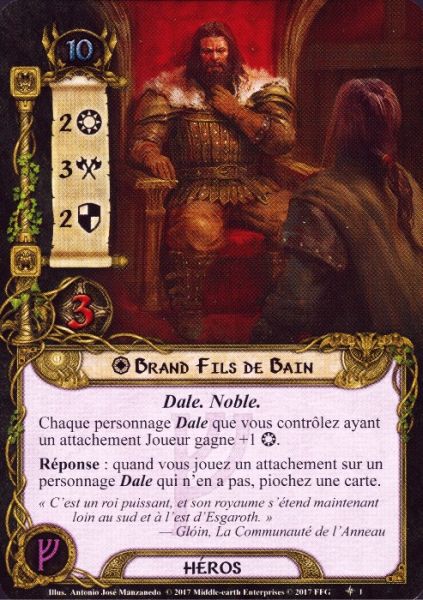 10
2
3
2
3
Brand Fils de Bain
Dale. Noble.
Chaque personnage Dale que vous contrôlez ayant
un attachement Joueur gagne +1 .
Réponse : quand vous jouez un attachement sur un
personnage Dale qui n'en a pas, piochez une carte.
« C'est un roi puissant, et son royaume s'étend maintenant
loin au sud et à l'est d'Esgaroth. »
— Glóin, La Communauté de l'Anneau
HÉROS
Illus. Antonio José Manzanedo © 2017 Middle-earth Enterprises © 2017 FFG 1